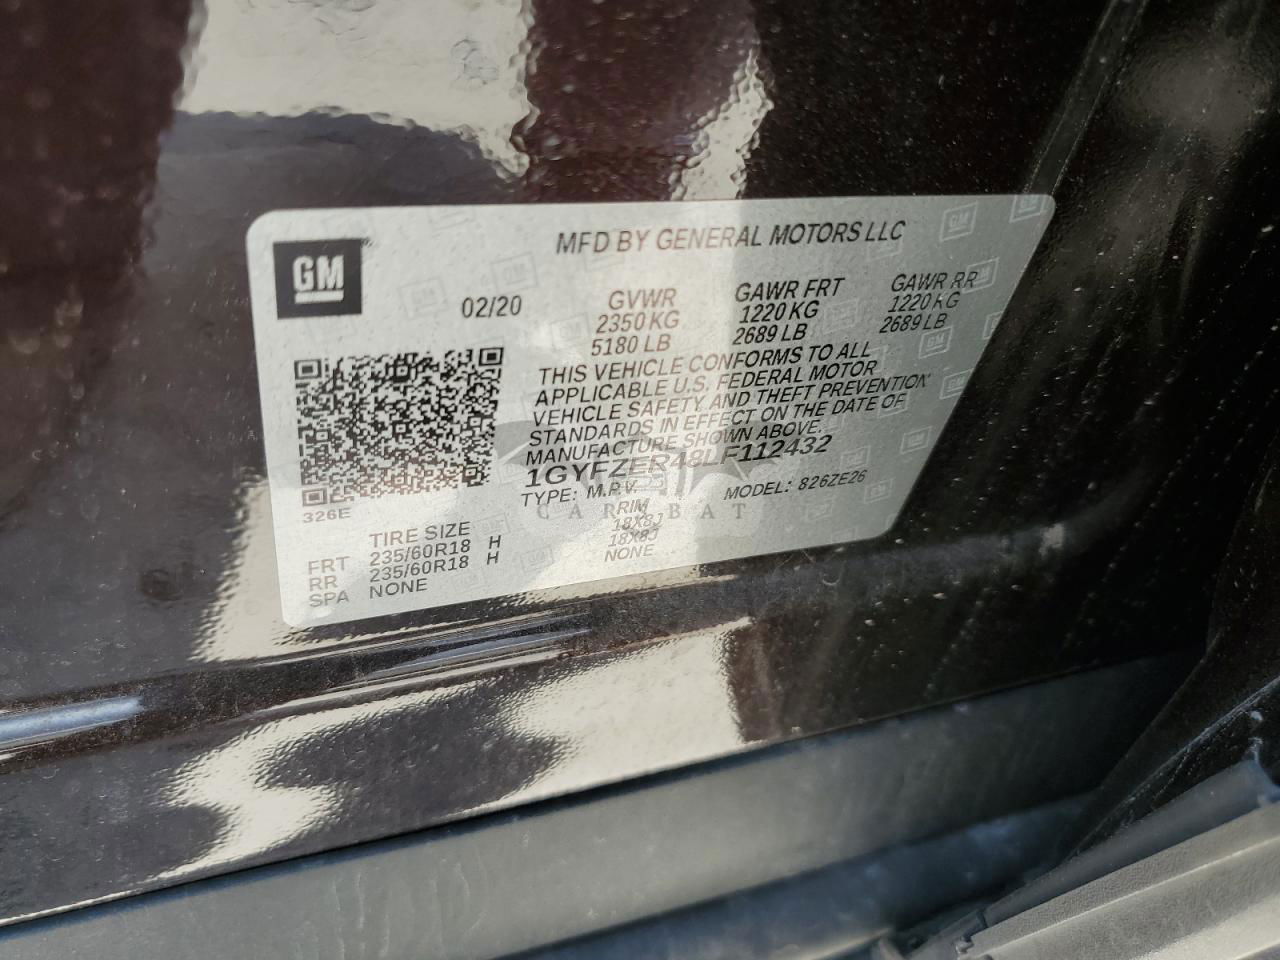 GM
MFD BY GENERAL MOTORS LLC
02/20
GVWR
2350 KG
5180 LB
GAWR FRT
1220 KG
2689 LB
GAWR RR
1220 KG
2689 LB
THIS VEHICLE CONFORMS TO ALL
APPLICABLE U.S. FEDERAL MOTOR
VEHICLE SAFETY AND THEFT PREVENTION
STANDARDS IN EFFECT ON THE DATE OF
MANUFACTURE SHOWN ABOVE.
1GYFZER48LF112432
TYPE: M.P.V. MODEL: 826ZE26
CAR BAT
326E
TIRE SIZE RIM
FRT 235/60R18 H 18X8J
RR 235/60R18 H 18X8J
SPA NONE NONE